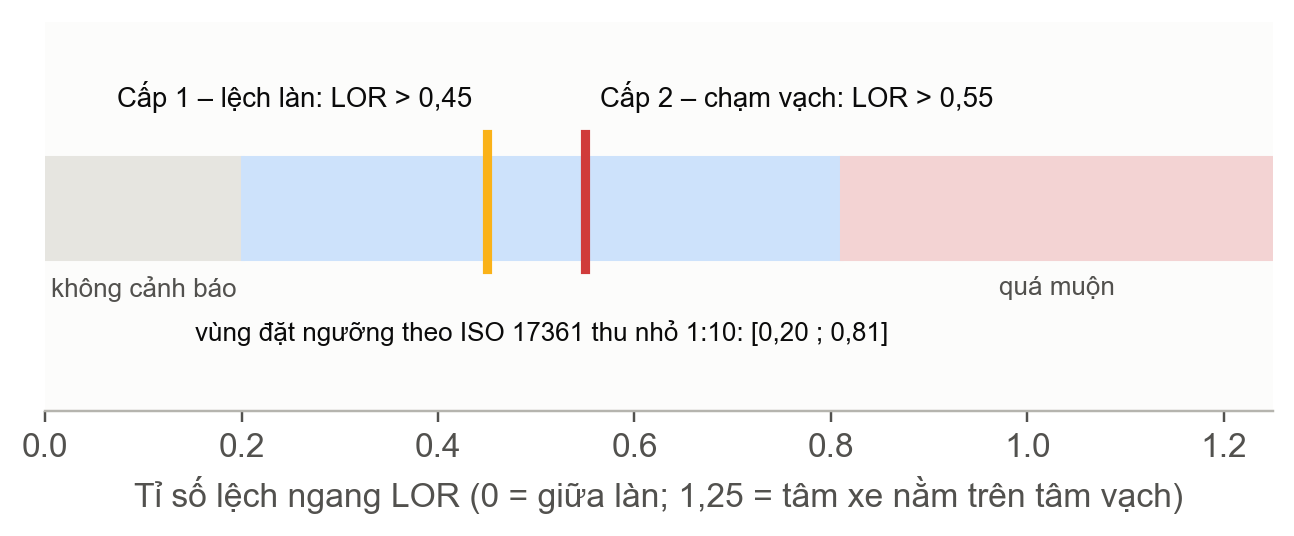 Cấp 1 – lệch làn: LOR > 0,45
Cấp 2 – chạm vạch: LOR > 0,55
không cảnh báo
quá muộn
vùng đặt ngưỡng theo ISO 17361 thu nhỏ 1:10: [0,20 ; 0,81]
0.0 0.2 0.4 0.6 0.8 1.0 1.2
Tỉ số lệch ngang LOR (0 = giữa làn; 1,25 = tâm xe nằm trên tâm vạch)